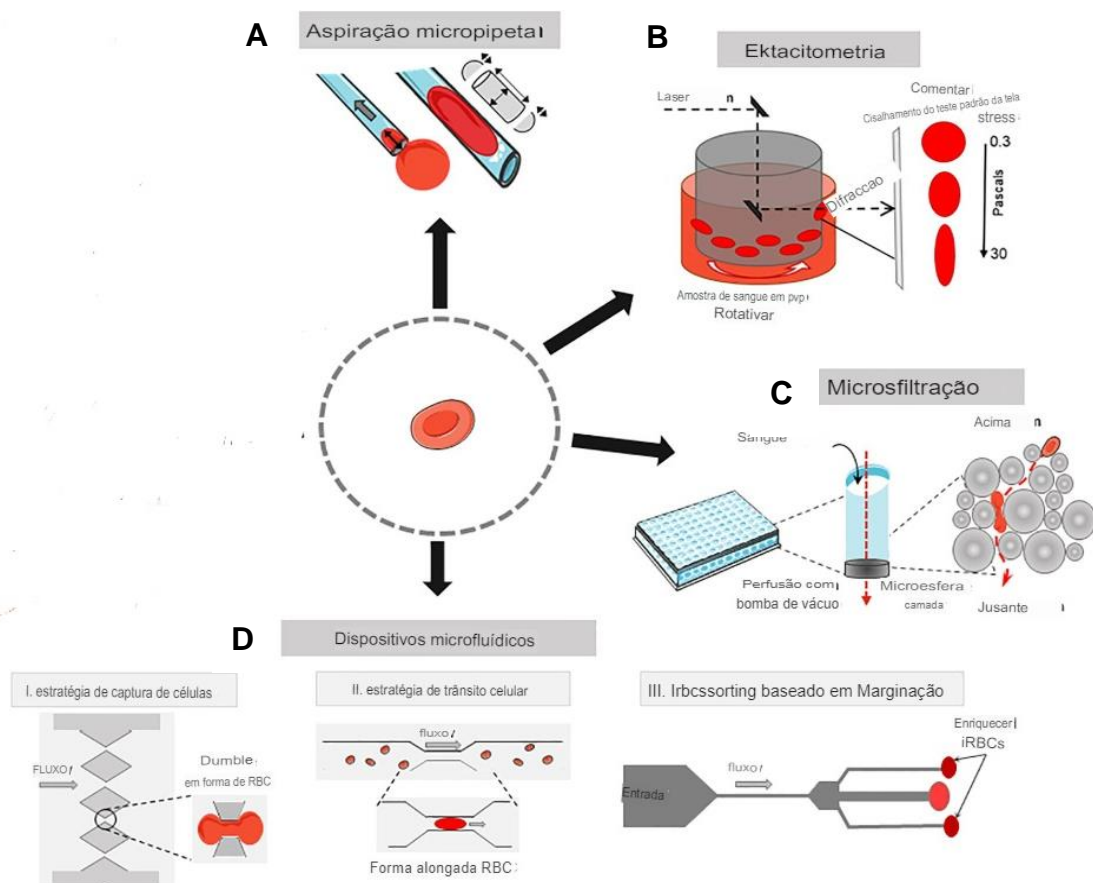 A
Aspiração micropipetaı
B
Ektacitometria
Laser
n
Comentar
Cisalhamento do teste padrão da tela
stress
0.3
Pascals
30
Difraccao
Amostra de sangue em pvp
Rotativar
C
Microsfiltração
Sangue
Acima n
Perfusão com
bomba de vácuo
Microesfera
camada
Jusante
D
Dispositivos microfluídicos
I. estratégia de captura de células
FLUXO
Dumble
em forma de RBC
II. estratégia de trânsito celular
fluxo
Forma alongada RBC
III. Irbcssorting baseado em Marginação
Entrada
fluxo
Enriquecer
iRBCs